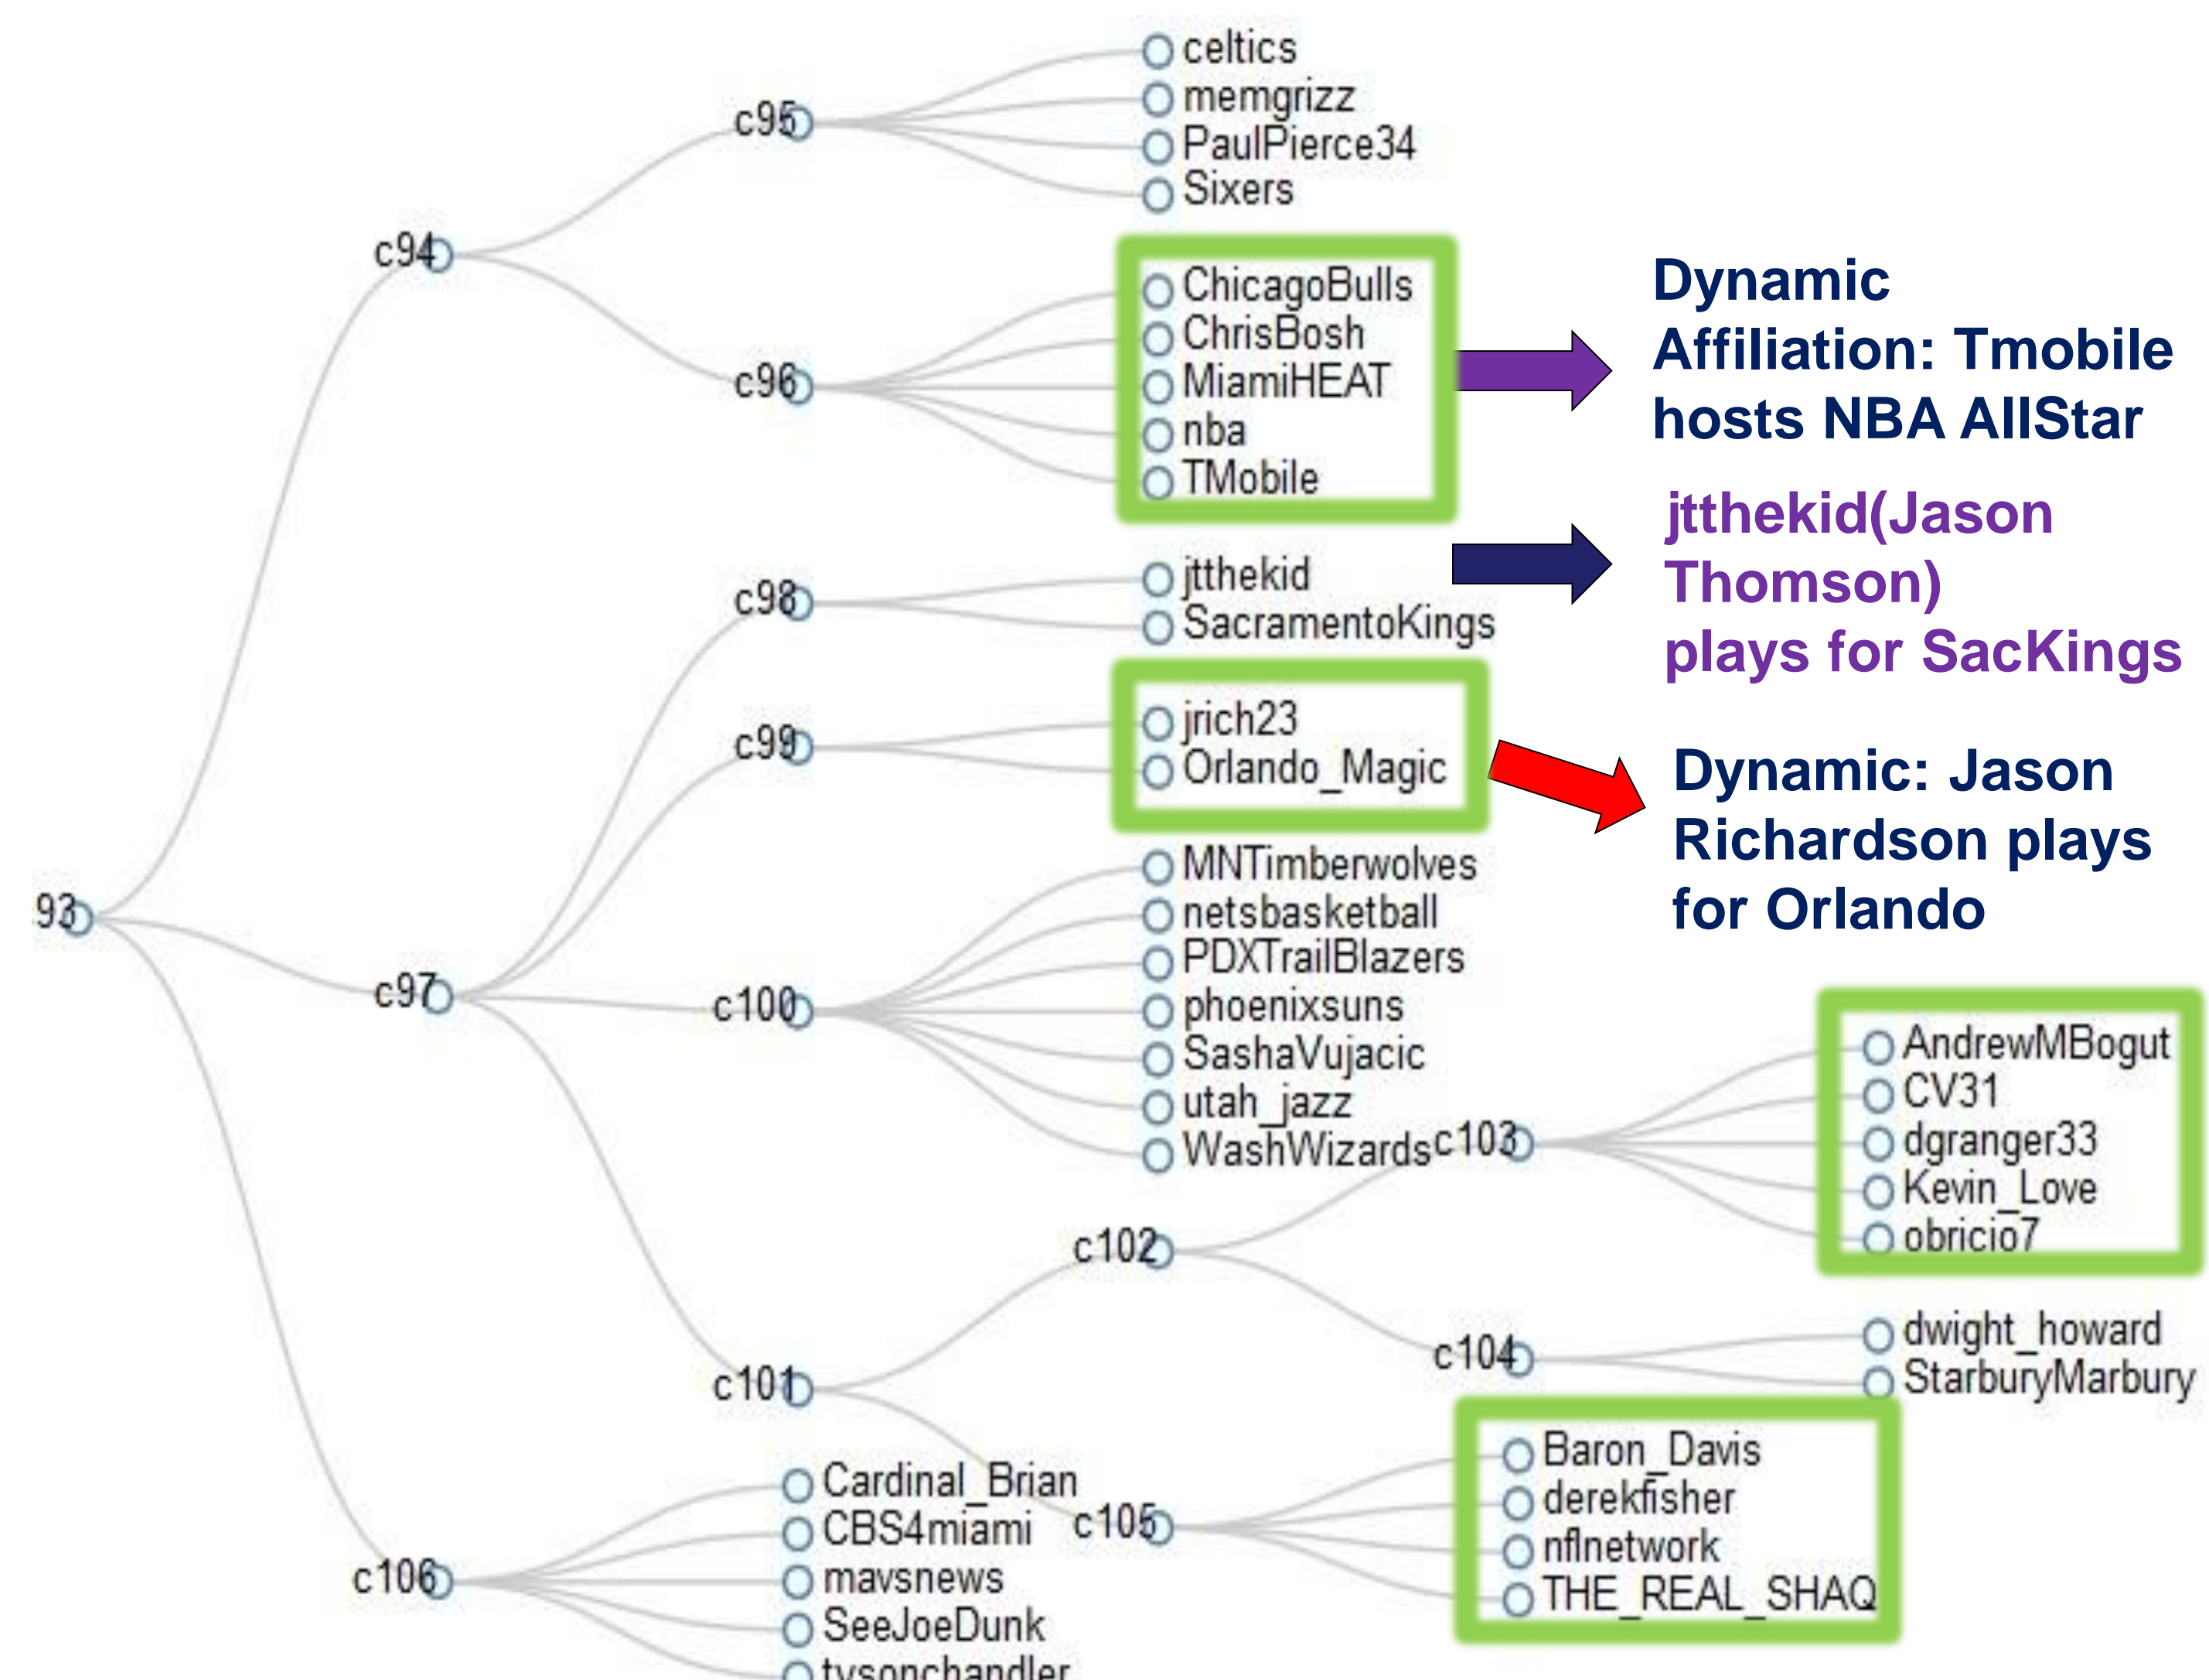 celtics
memgrizz
c95
PaulPierce34
Sixers
c94
ChicagoBulls
ChrisBosh
c96
MiamiHEAT
nba
TMobile
Dynamic
Affiliation: Tmobile
hosts NBA AllStar
jtthekid
c98
SacramentoKings
jtthekid(Jason
Thomson)
plays for SacKings
jrich23
c99
Orlando_Magic
Dynamic: Jason
Richardson plays
for Orlando
93
c97
MNTimberwolves
netsbasketball
PDXTrailBlazers
c100
phoenixsuns
SashaVujacic
utah_jazz
WashWizards
c103
AndrewMBogut
CV31
dgranger33
Kevin_Love
obricio7
c102
c104
dwight_howard
StarburyMarbury
c101
Baron_Davis
derekfisher
c105
nflnetwork
THE_REAL_SHAQ
Cardinal_Brian
CBS4miami
c106
mavsnews
SeeJoeDunk
tysonchandler